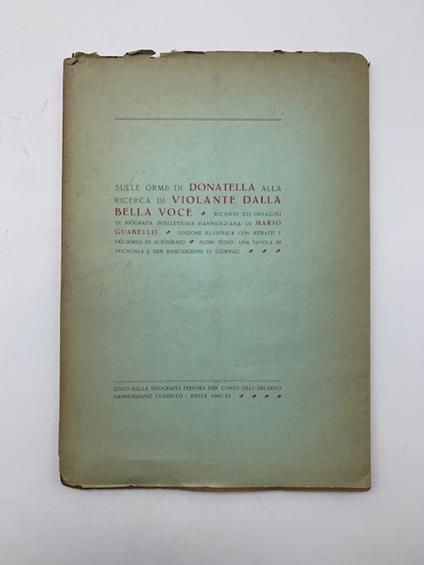 SULLE ORME DI DONATELLA ALLA
RICERCA DI VIOLANTE DALLA
BELLA VOCE RICORDI ED INDAGINI
DI BIOGRAFIA INTELLETTUALE DANNUNZIANA DI MARIO
GUABELLO EDIZIONE ILLUSTRATA CON RITRATTI E
FAC-SIMILI DI AUTOGRAFO FUORI TESTO: UNA TAVOLA IN
TRICROMIA E DUE RIPRODUZIONI DI GIORNALI
EDITO DALLA TIPOGRAFIA FERRARA PER CONTO DELL'ARCHIVIO
DANNUNZIANO GUABELLO - BIELLA 1942-XX